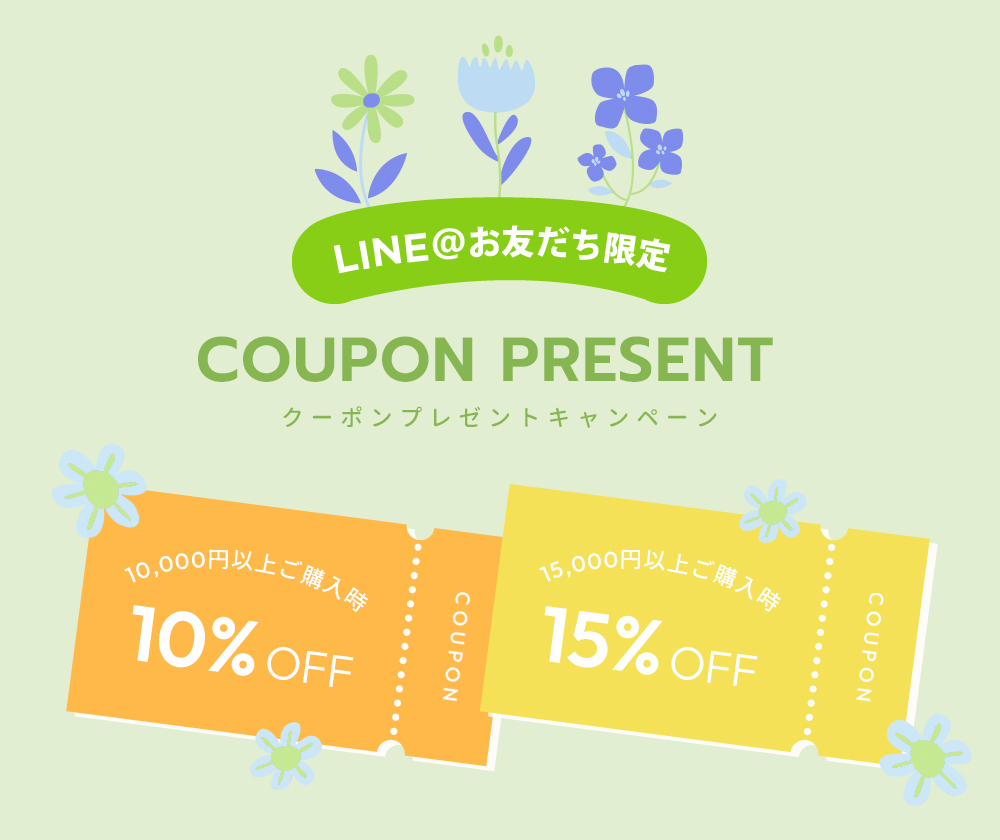 LINE@お友だち限定
COUPON PRESENT
クーポンプレゼントキャンペーン
10,000円以上ご購入時
10% OFF
COUPON
15,000円以上ご購入時
15% OFF
COUPON